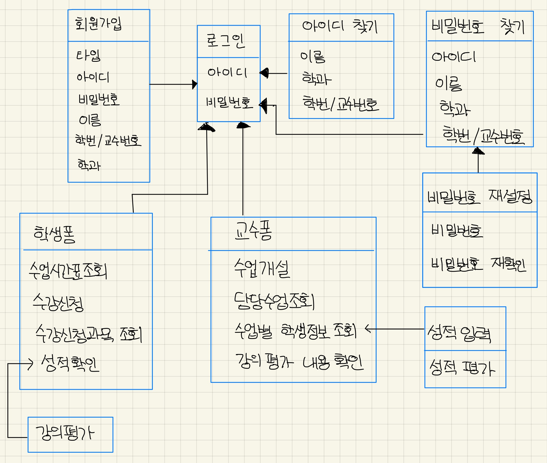 회원가입
타입
아이디
비밀번호
이름
학번/교수번호
학과
로그인
아이디
비밀번호
아이디 찾기
이름
학과
학번/교수번호
비밀번호 찾기
아이디
이름
학과
학번/교수번호
비밀번호 재설정
비밀번호
비밀번호 재확인
학생폼
수업시간표조회
수강신청
수강신청과목 조회
성적확인
강의평가
교수폼
수업개설
담당수업조회
수업별 학생정보 조회
강의 평가 내용 확인
성적 입력
성적 평가